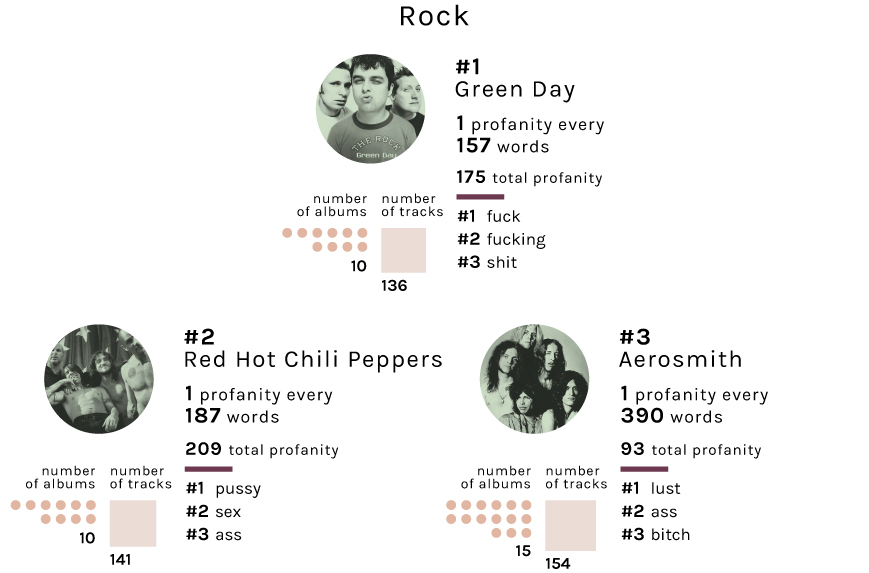 Rock
THE ROCK
Green Day
#1
Green Day
1 profanity every
157 words
175 total profanity
number
of albums
10
number
of tracks
136
#1 fuck
#2 fucking
#3 shit
#2
Red Hot Chili Peppers
1 profanity every
187 words
209 total profanity
number
of albums
10
number
of tracks
141
#1 pussy
#2 sex
#3 ass
#3
Aerosmith
1 profanity every
390 words
93 total profanity
number
of albums
15
number
of tracks
154
#1 lust
#2 ass
#3 bitch